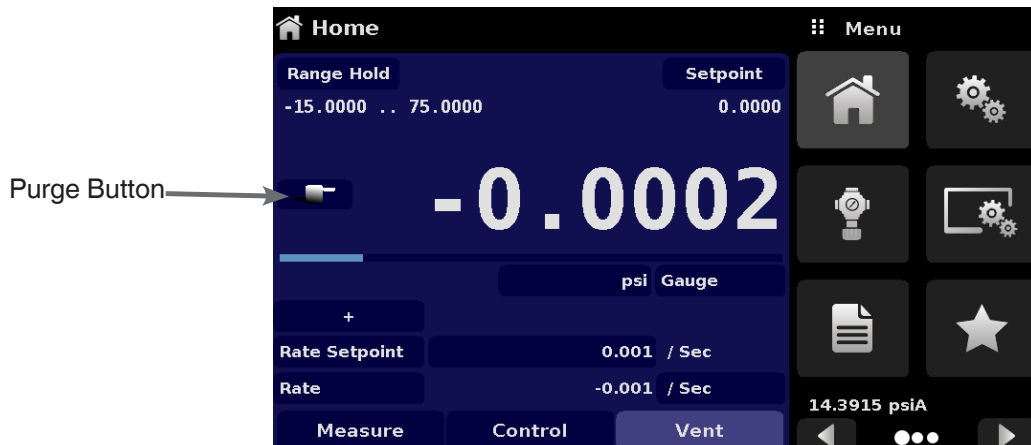 Home
Menu
Range Hold
Setpoint
-15.0000 .. 75.0000
0.0000
Purge Button
-0.0002
psi Gauge
+
Rate Setpoint 0.001 / Sec
Rate -0.001 / Sec
14.3915 psiA
Measure Control Vent